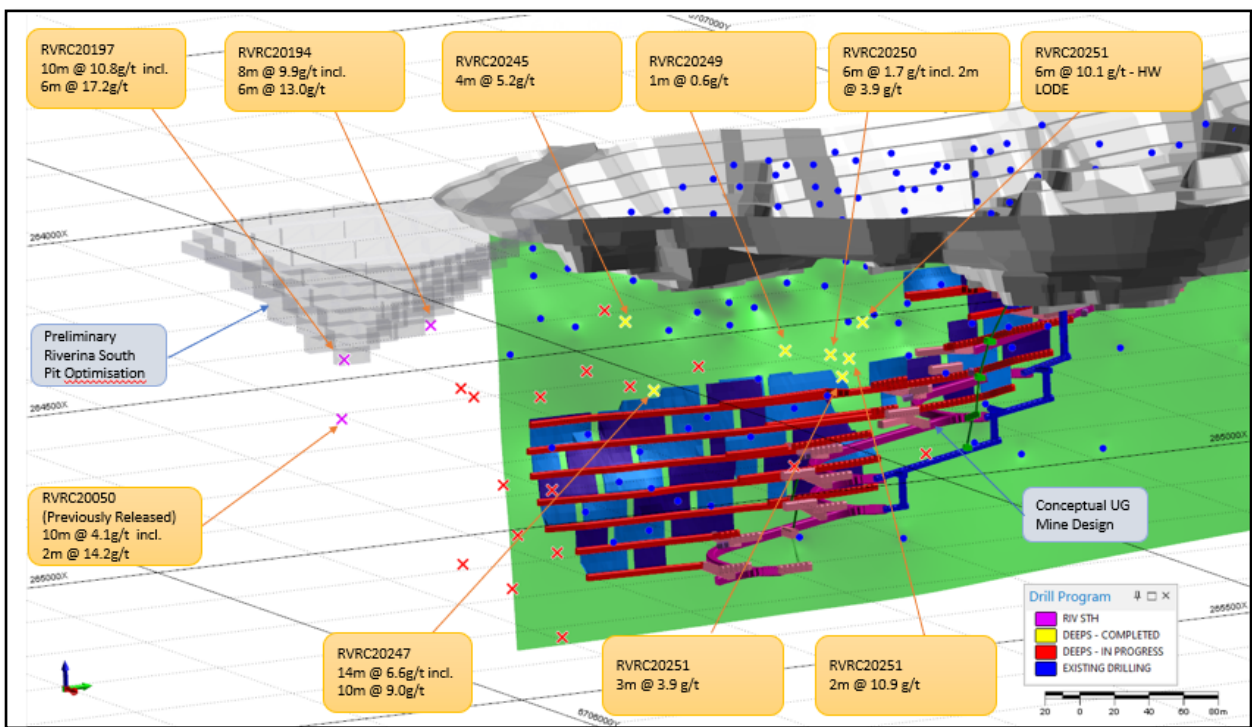 RVRC20197
10m @ 10.8g/t incl.
6m @ 17.2g/t
RVRC20194
8m @ 9.9g/t incl
6m @ 13.0g/t
RVRC20245
4m @ 5.2g/t
RVRC20249
1m @ 0.6g/t
RVRC20250
6m @ 1.7 g/t incl. 2m
@ 3.9 g/t
RVRC20251
6m @ 10.1 g/t - HW
LODE
6707000Y
264000X
Preliminary
Riverina South
Pit Optimisation
264500X
265000X
RVRC20050
(Previously Released)
10m @ 4.1g/t incl.
2m @ 14.2g/t
Conceptual UG
Mine Design
265000X
265500X
RVRC20247
14m @ 6.6g/t incl.
10m @ 9.0g/t
RVRC20251
3m @ 3.9 g/t
RVRC20251
2m @ 10.9 g/t
6706000Y
Drill Program
RIV STH
DEEPS - COMPLETED
DEEPS - IN PROGRESS
EXISTING DRILLING
20 0 20 40 60 80m